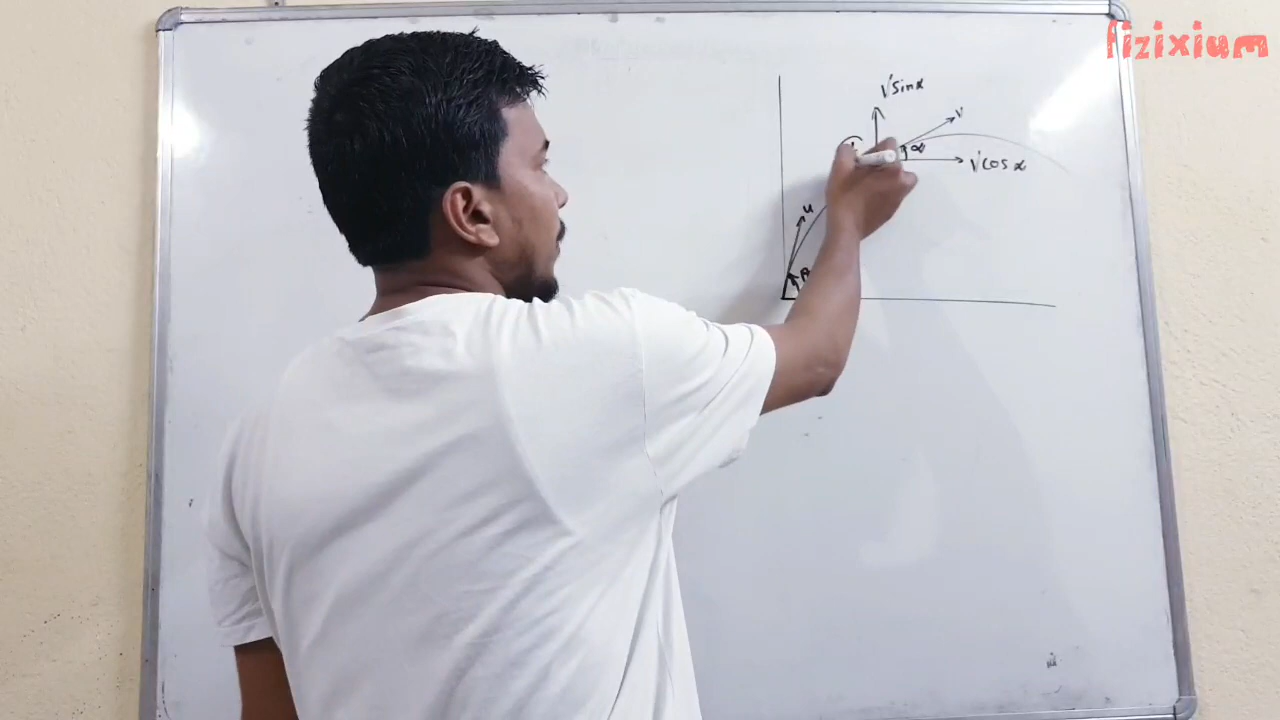 fizixium
V sinα
V
α
V cos α
u